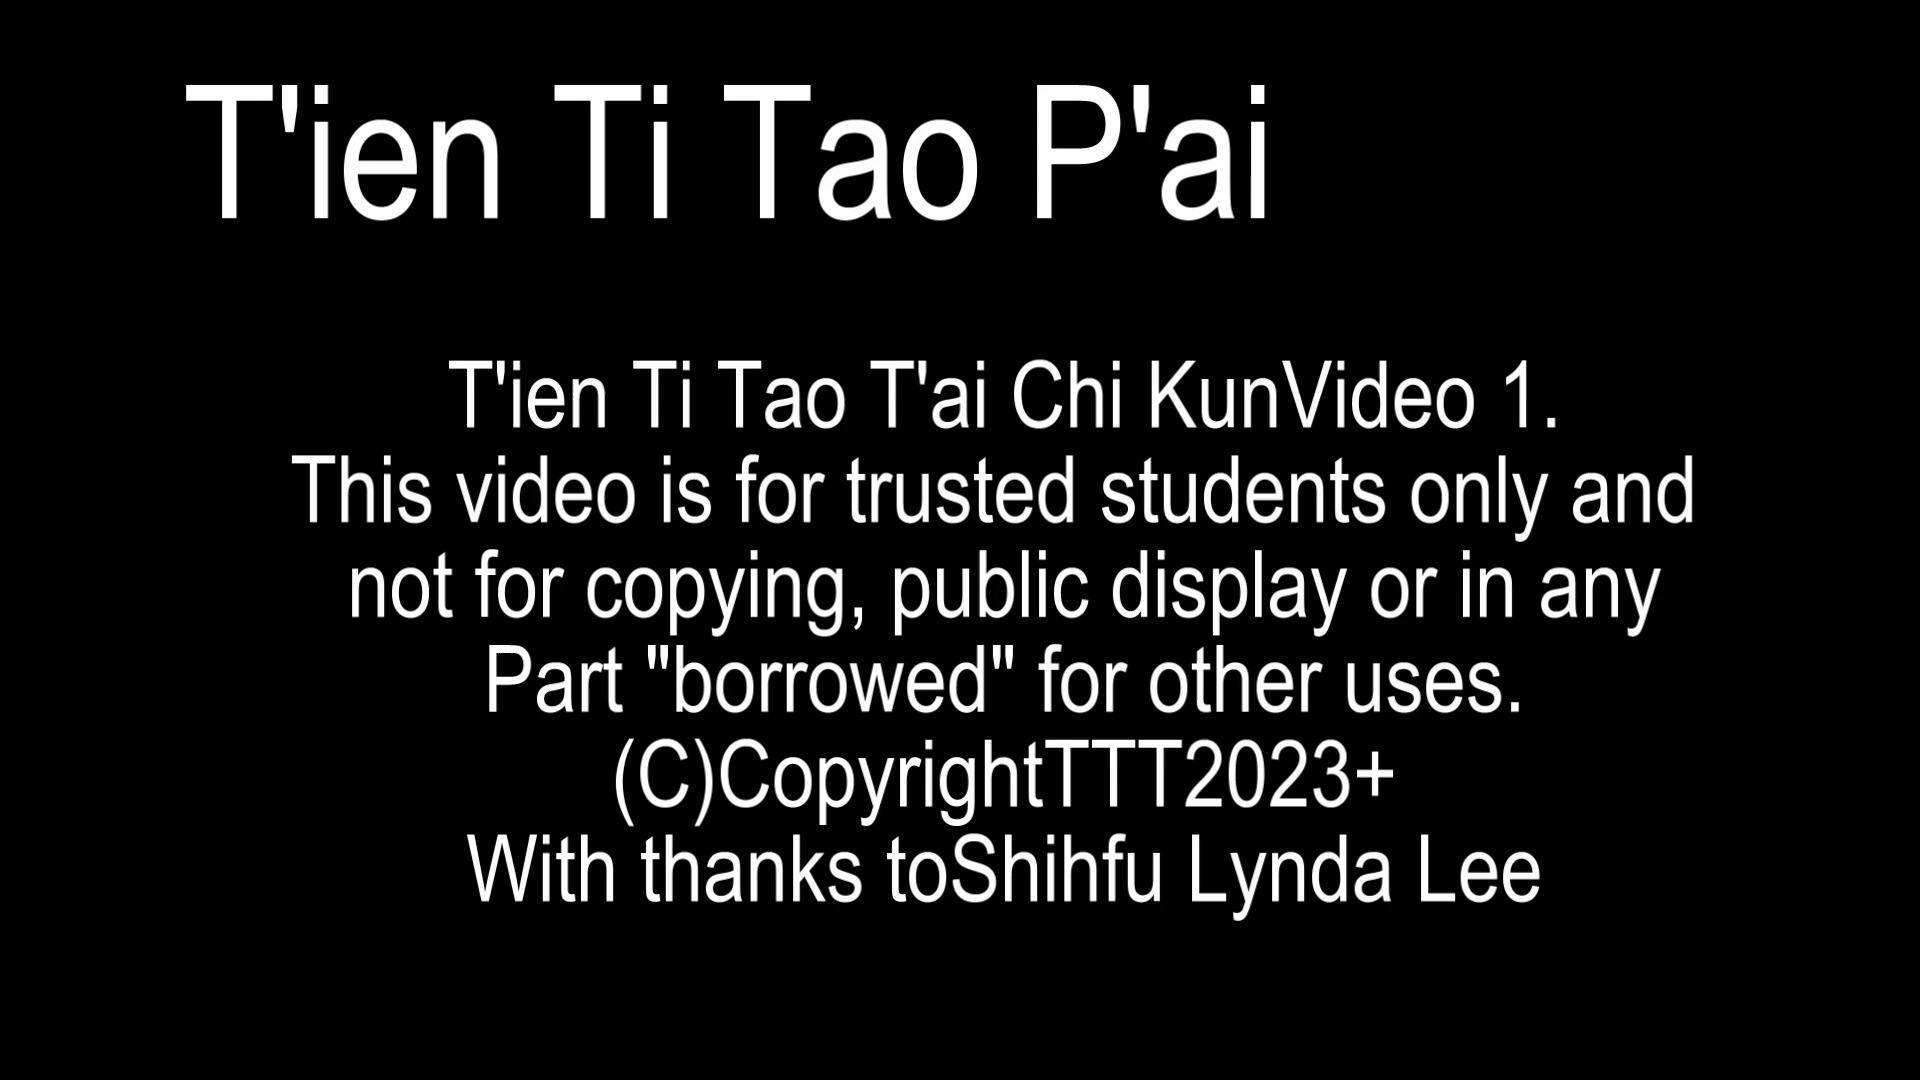 T'ien Ti Tao P'ai
T'ien Ti Tao T'ai Chi KunVideo 1.
This video is for trusted students only and
not for copying, public display or in any
Part "borrowed" for other uses.
(C)CopyrightTTT2023+
With thanks toShihfu Lynda Lee